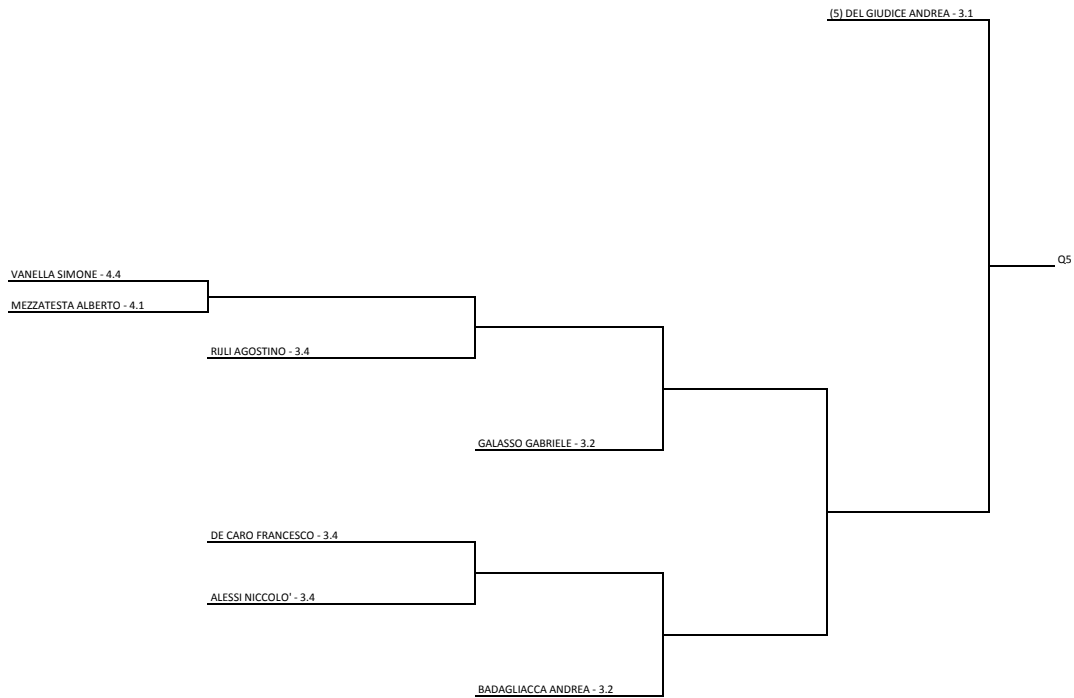 (5) DEL GIUDICE ANDREA - 3.1
Q5
VANELLA SIMONE - 4.4
MEZZATESTA ALBERTO - 4.1
RIJLI AGOSTINO - 3.4
GALASSO GABRIELE - 3.2
DE CARO FRANCESCO - 3.4
ALESSI NICCOLO' - 3.4
BADAGLIACCA ANDREA - 3.2